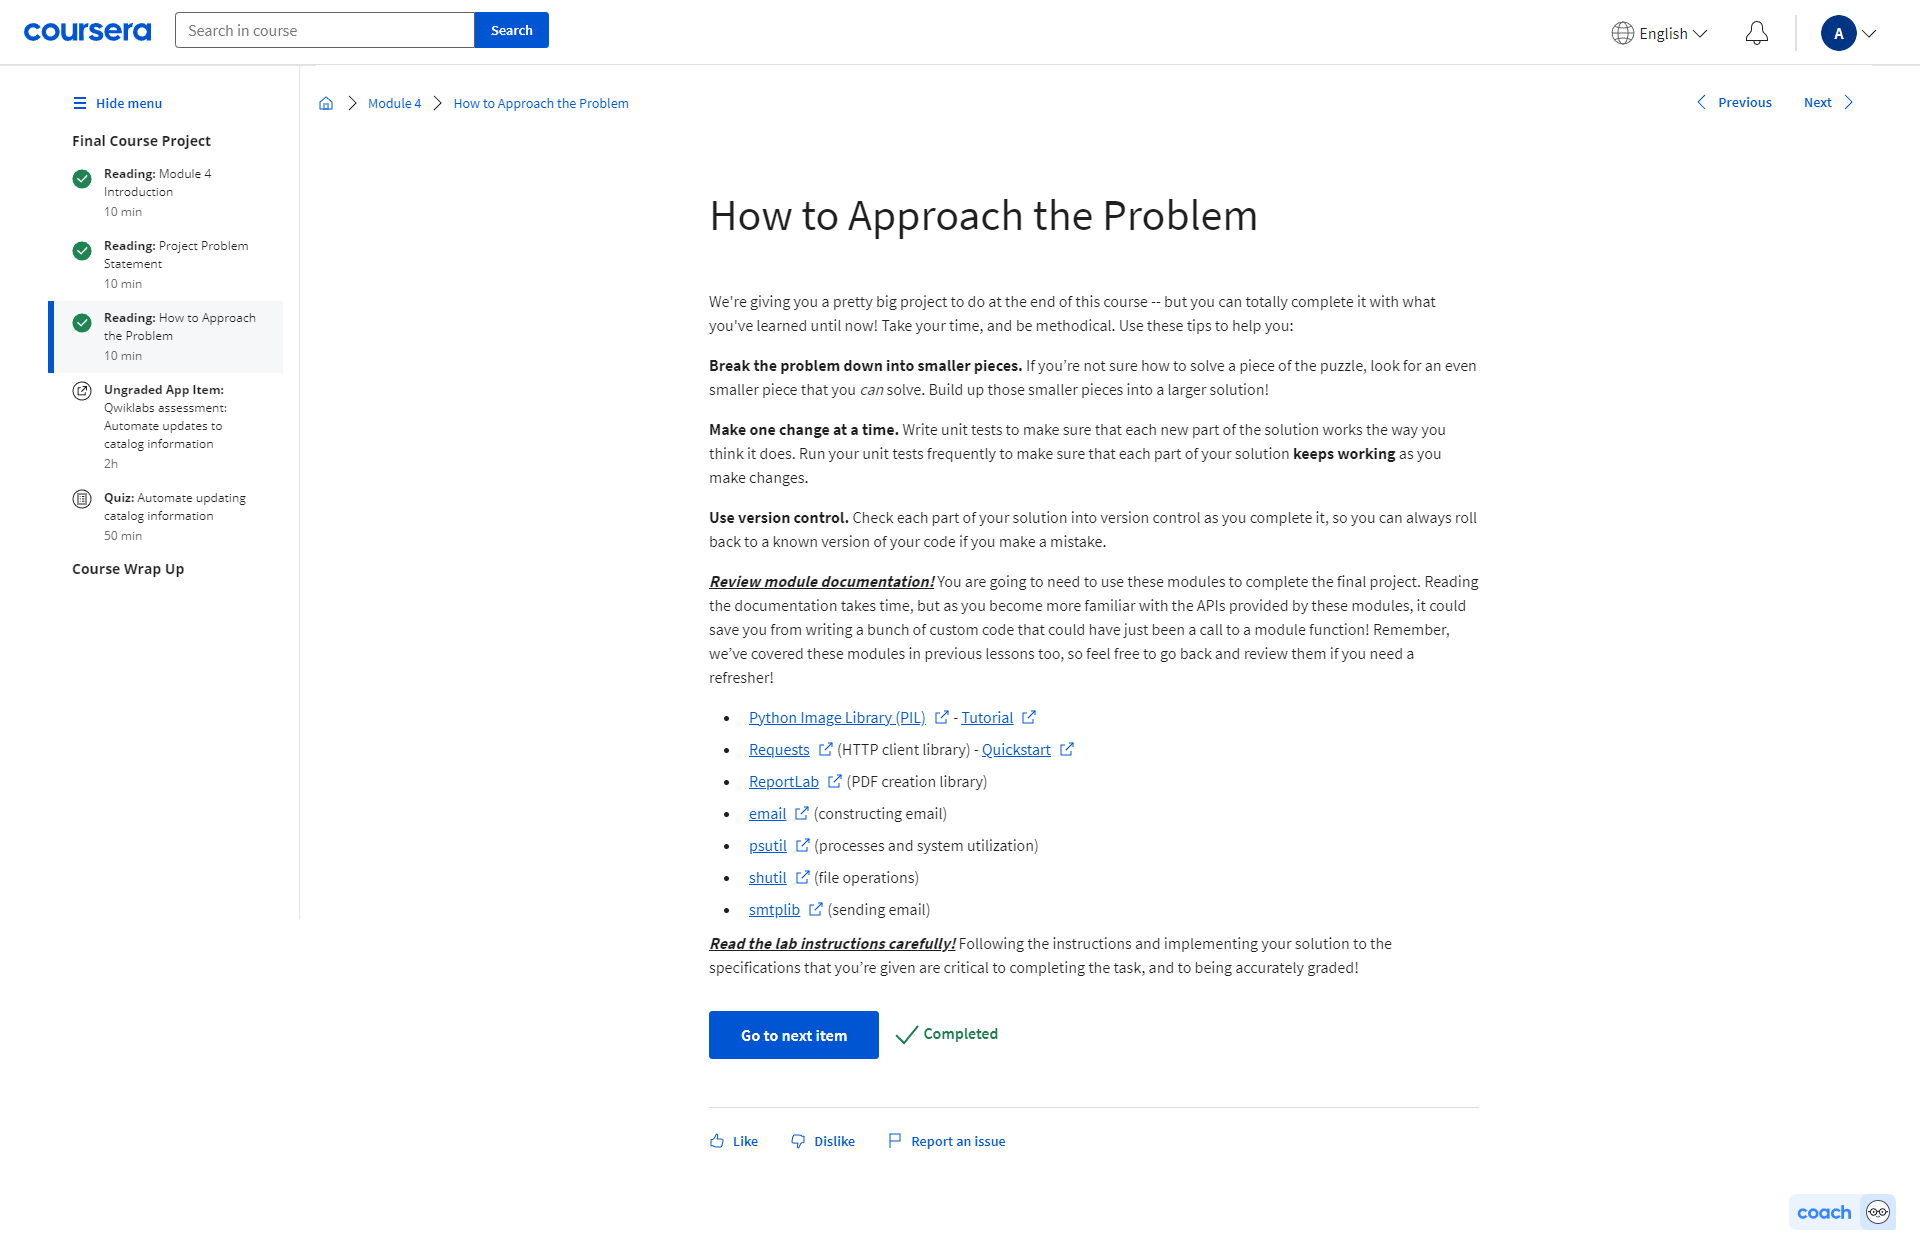 coursera
Search in course
Search
English
A
Hide menu
Final Course Project
Reading: Module 4
Introduction
10 min
Reading: Project Problem
Statement
10 min
Reading: How to Approach
the Problem
10 min
Ungraded App Item:
Qwiklabs assessment:
Automate updates to
catalog information
2h
Quiz: Automate updating
catalog information
50 min
Course Wrap Up
Module 4
How to Approach the Problem
Previous
Next
How to Approach the Problem
We're giving you a pretty big project to do at the end of this course -- but you can totally complete it with what
you've learned until now! Take your time, and be methodical. Use these tips to help you:
Break the problem down into smaller pieces. If you’re not sure how to solve a piece of the puzzle, look for an even
smaller piece that you can solve. Build up those smaller pieces into a larger solution!
Make one change at a time. Write unit tests to make sure that each new part of the solution works the way you
think it does. Run your unit tests frequently to make sure that each part of your solution keeps working as you
make changes.
Use version control. Check each part of your solution into version control as you complete it, so you can always roll
back to a known version of your code if you make a mistake.
Review module documentation! You are going to need to use these modules to complete the final project. Reading
the documentation takes time, but as you become more familiar with the APIs provided by these modules, it could
save you from writing a bunch of custom code that could have just been a call to a module function! Remember,
we’ve covered these modules in previous lessons too, so feel free to go back and review them if you need a
refresher!
• Python Image Library (PIL) - Tutorial
• Requests (HTTP client library) - Quickstart
• ReportLab (PDF creation library)
• email (constructing email)
• psutil (processes and system utilization)
• shutil (file operations)
• smtplib (sending email)
Read the lab instructions carefully! Following the instructions and implementing your solution to the
specifications that you’re given are critical to completing the task, and to being accurately graded!
Go to next item
Completed
Like
Dislike
Report an issue
coach